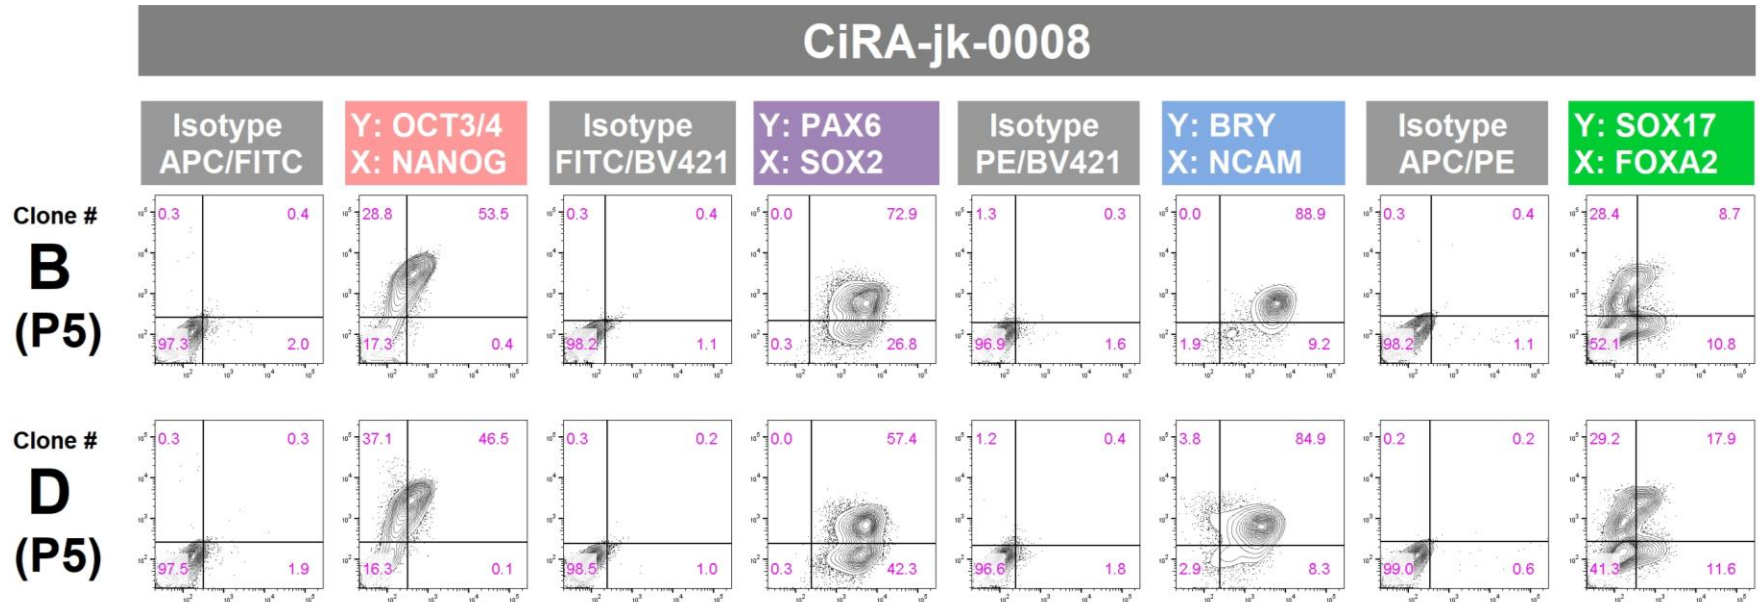 CiRA-jk-0008
Isotype APC/FITC
Y: OCT3/4 X: NANOG
Isotype FITC/BV421
Y: PAX6 X: SOX2
Isotype PE/BV421
Y: BRY X: NCAM
Isotype APC/PE
Y: SOX17 X: FOXA2
Clone #
B
(P5)
0.3 0.4
97.3 2.0
28.8 53.5
17.3 0.4
0.3 0.4
98.2 1.1
0.0 72.9
0.3 26.8
1.3 0.3
96.9 1.6
0.0 88.9
1.9 9.2
0.3 0.4
98.2 1.1
28.4 8.7
52.1 10.8
Clone #
D
(P5)
0.3 0.3
97.5 1.9
37.1 46.5
16.3 0.1
0.3 0.2
98.5 1.0
0.0 57.4
0.3 42.3
1.2 0.4
96.6 1.8
3.8 84.9
2.9 8.3
0.2 0.2
99.0 0.6
29.2 17.9
41.3 11.6